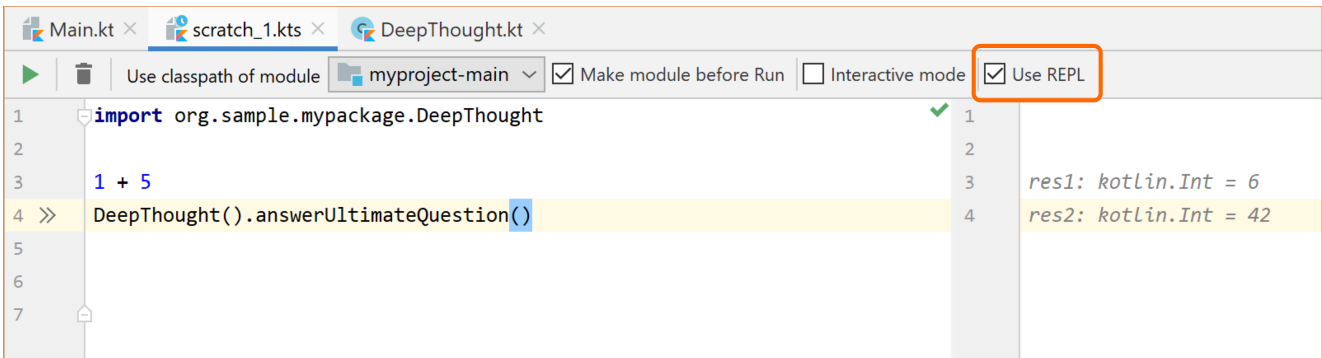 Main.kt scratch_1.kts DeepThought.kt
Use classpath of module myproject-main Make module before Run Interactive mode Use REPL
1 import org.sample.mypackage.DeepThought 1
2 2
3 1 + 5 3 res1: kotlin.Int = 6
4 DeepThought().answerUltimateQuestion() 4 res2: kotlin.Int = 42
5
6
7